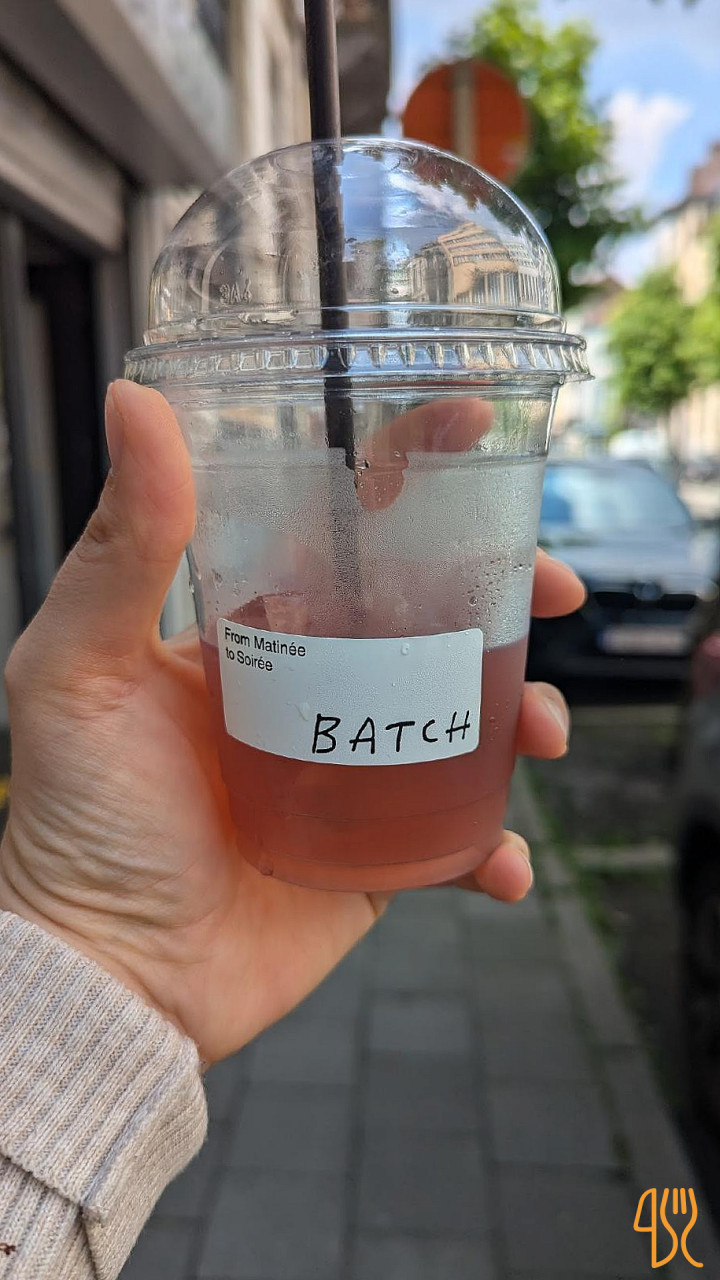 From Matinée
to Soirée
BATCH